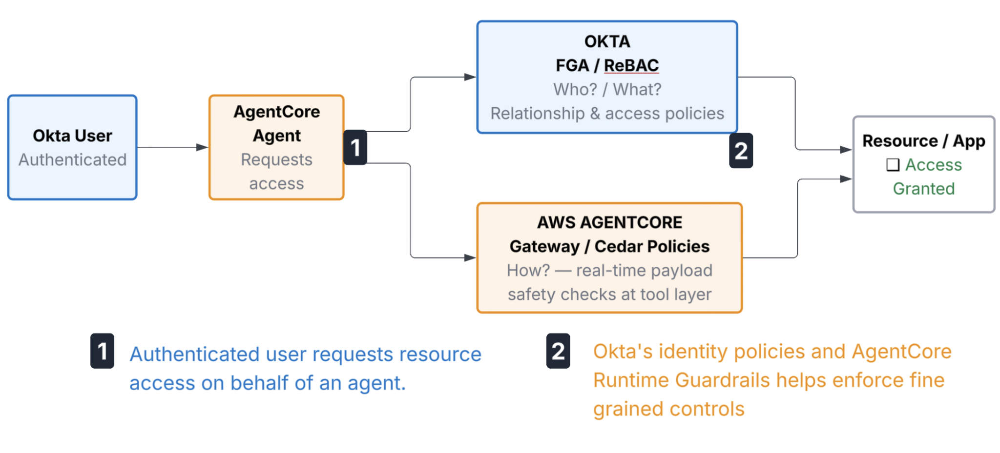 Okta User
Authenticated
AgentCore
Agent
Requests
access
1
OKTA
FGA / ReBAC
Who? / What?
Relationship & access policies
2
AWS AGENTCORE
Gateway / Cedar Policies
How? — real-time payload
safety checks at tool layer
Resource / App
❏ Access
Granted
1
Authenticated user requests resource
access on behalf of an agent.
2
Okta's identity policies and AgentCore
Runtime Guardrails helps enforce fine
grained controls